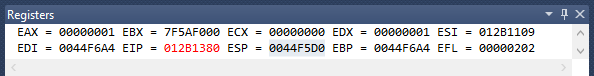 Registers
EAX = 00000001 EBX = 7F5AF000 ECX = 00000000 EDX = 00000001 ESI = 012B1109
EDI = 0044F6A4 EIP = 012B1380 ESP = 0044F5D0 EBP = 0044F6A4 EFL = 00000202